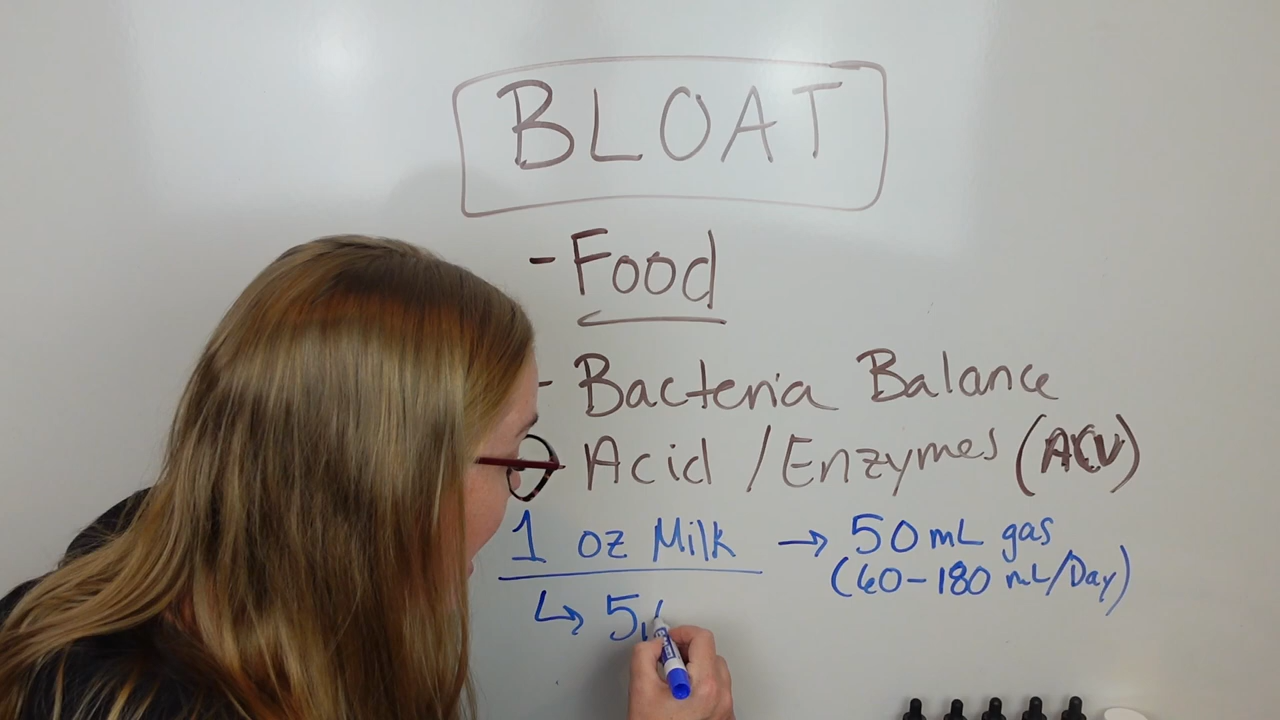 BLOAT
- Food
- Bacteria Balance
Acid / Enzymes (ACV)
1 oz Milk → 50 mL gas
(60-180 mL/Day)
↳ 5